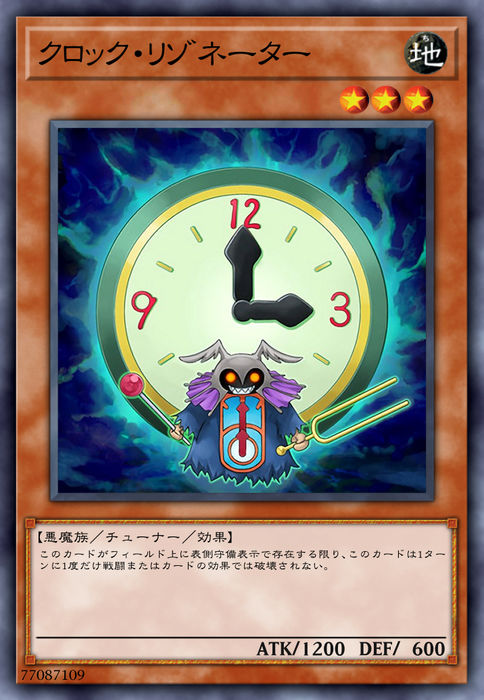 クロック・リゾネーター
ち
地
12
9
3
【悪魔族／チューナー／効果】
このカードがフィールド上に表側守備表示で存在する限り、このカードは1ター
ンに1度だけ戦闘またはカードの効果では破壊されない。
ATK/1200 DEF/ 600
77087109